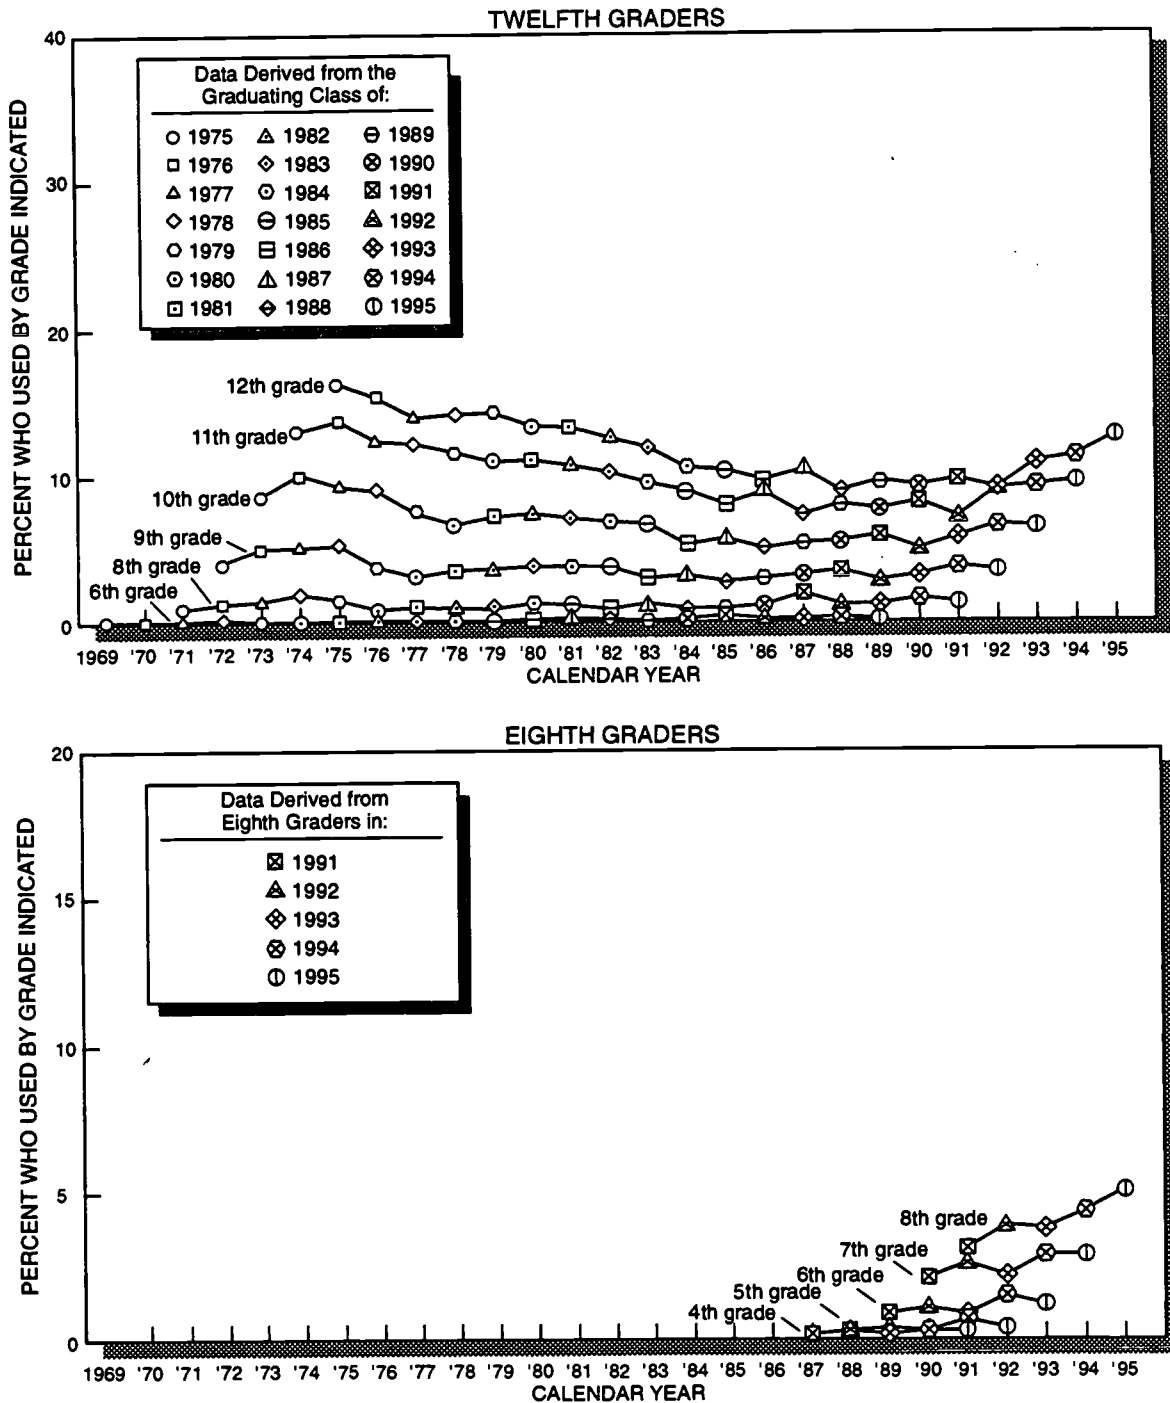 TWELFTH GRADERS
PERCENT WHO USED BY GRADE INDICATED
40
30
20
10
0
Data Derived from the
Graduating Class of:
1975 1982 1989
1976 1983 1990
1977 1984 1991
1978 1985 1992
1979 1986 1993
1980 1987 1994
1981 1988 1995
12th grade
11th grade
10th grade
9th grade
8th grade
6th grade
1969 '70 '71 '72 '73 '74 '75 '76 '77 '78 '79 '80 '81 '82 '83 '84 '85 '86 '87 '88 '89 '90 '91 '92 '93 '94 '95
CALENDAR YEAR
EIGHTH GRADERS
PERCENT WHO USED BY GRADE INDICATED
20
15
10
5
0
Data Derived from
Eighth Graders in:
1991
1992
1993
1994
1995
8th grade
7th grade
6th grade
5th grade
4th grade
1969 '70 '71 '72 '73 '74 '75 '76 '77 '78 '79 '80 '81 '82 '83 '84 '85 '86 '87 '88 '89 '90 '91 '92 '93 '94 '95
CALENDAR YEAR